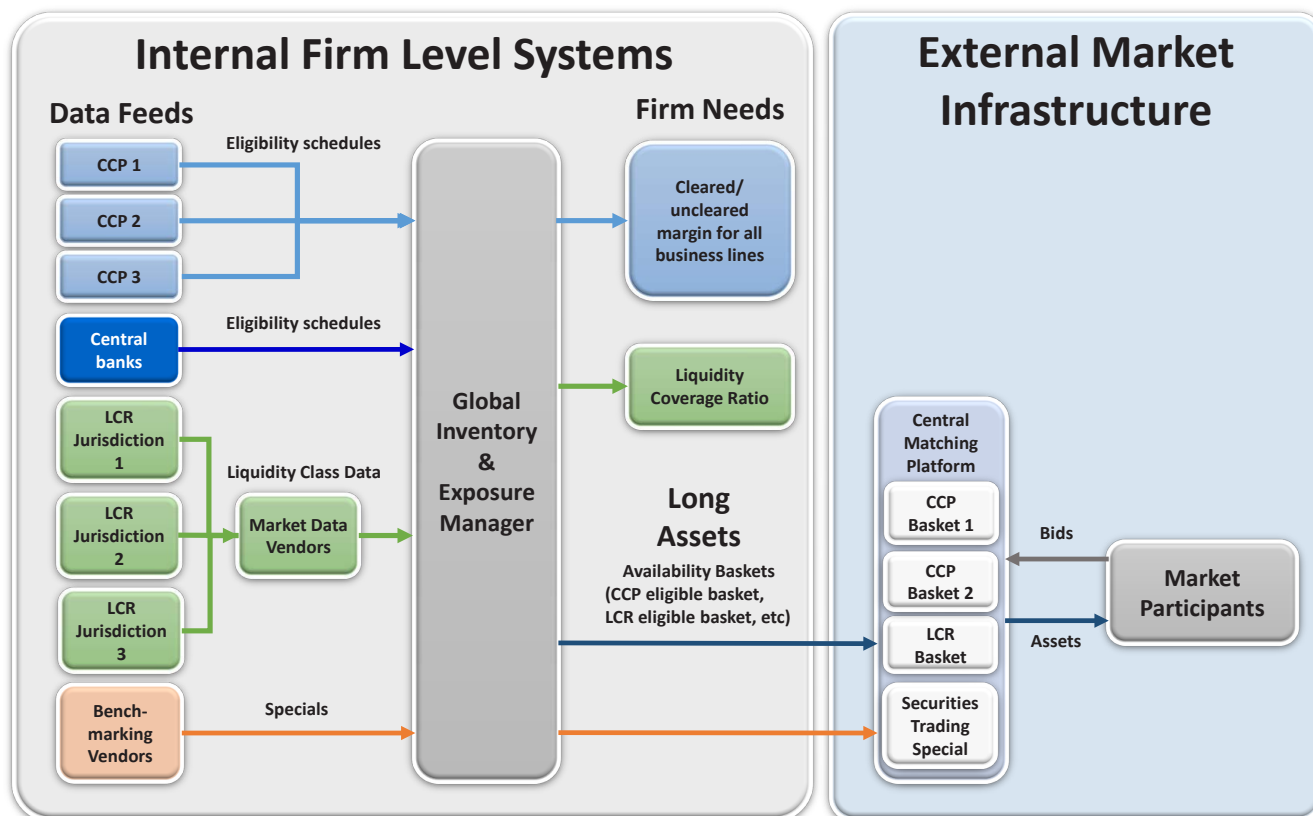 Internal Firm Level Systems
External Market
Infrastructure
Data Feeds
Firm Needs
CCP 1
CCP 2
CCP 3
Eligibility schedules
Central
banks
Eligibility schedules
LCR
Jurisdiction
1
LCR
Jurisdiction
2
LCR
Jurisdiction
3
Liquidity Class Data
Market Data
Vendors
Bench-
marking
Vendors
Specials
Global
Inventory
&
Exposure
Manager
Cleared/
uncleared
margin for all
business lines
Liquidity
Coverage Ratio
Long
Assets
Availability Baskets
(CCP eligible basket,
LCR eligible basket, etc)
Central
Matching
Platform
CCP
Basket 1
CCP
Basket 2
LCR
Basket
Securities
Trading
Special
Bids
Assets
Market
Participants